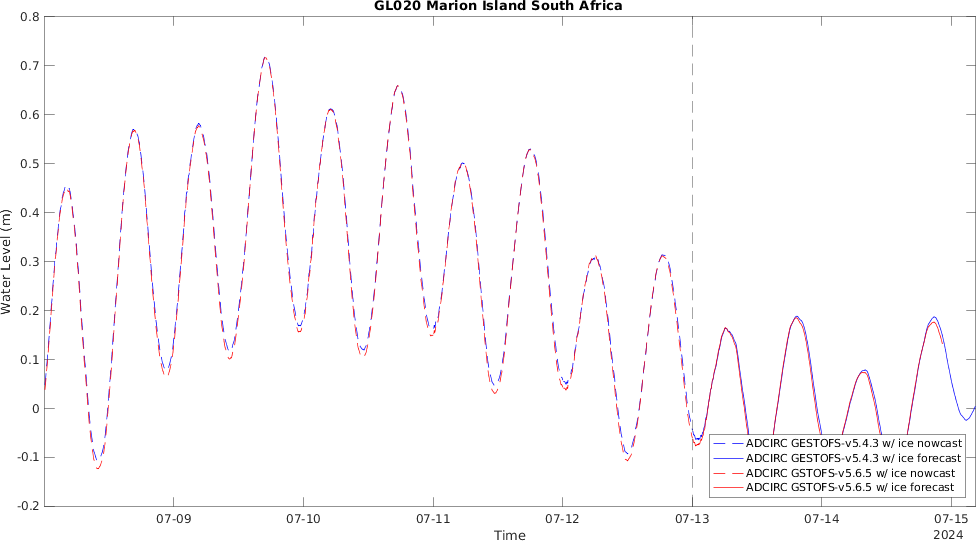 GL020 Marion Island South Africa
0.8
0.7
0.6
0.5
0.4
0.3
0.2
0.1
0
-0.1
-0.2
Water Level (m)
ADCIRC GESTOFS-v5.4.3 w/ ice nowcast
ADCIRC GESTOFS-v5.4.3 w/ ice forecast
ADCIRC GSTOFS-v5.6.5 w/ ice nowcast
ADCIRC GSTOFS-v5.6.5 w/ ice forecast
07-09 07-10 07-11 07-12 07-13 07-14 07-15
Time
2024